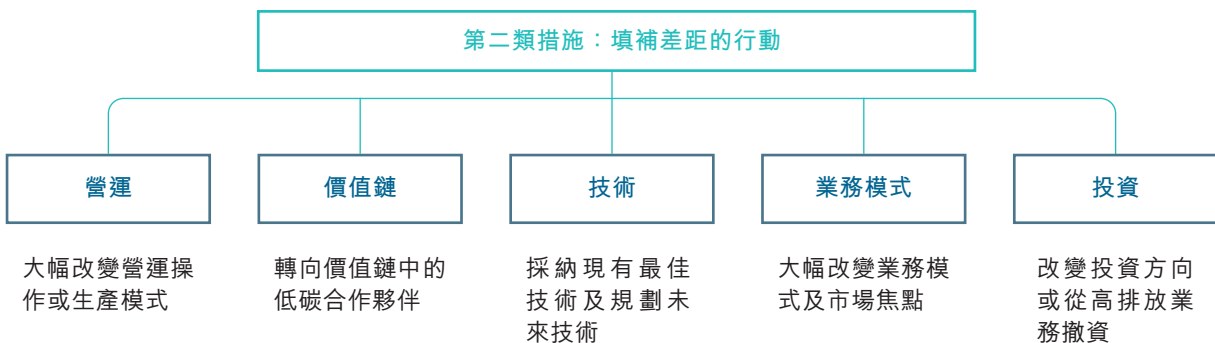 第二類措施：填補差距的行動
營運
價值鏈
技術
業務模式
投資
大幅改變營運操
作或生產模式
轉向價值鏈中的
低碳合作夥伴
採納現有最佳
技術及規劃未
來技術
大幅改變業務模
式及市場焦點
改變投資方向
或從高排放業
務撤資